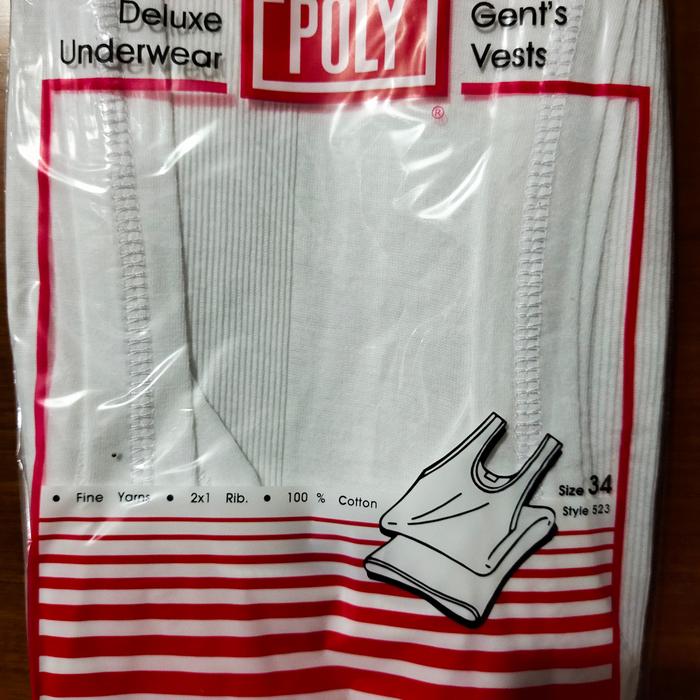 Deluxe
Underwear
POLY
®
Gent's
Vests
• Fine Yarns • 2x1 Rib. • 100 % Cotton
Size 34
Style 523